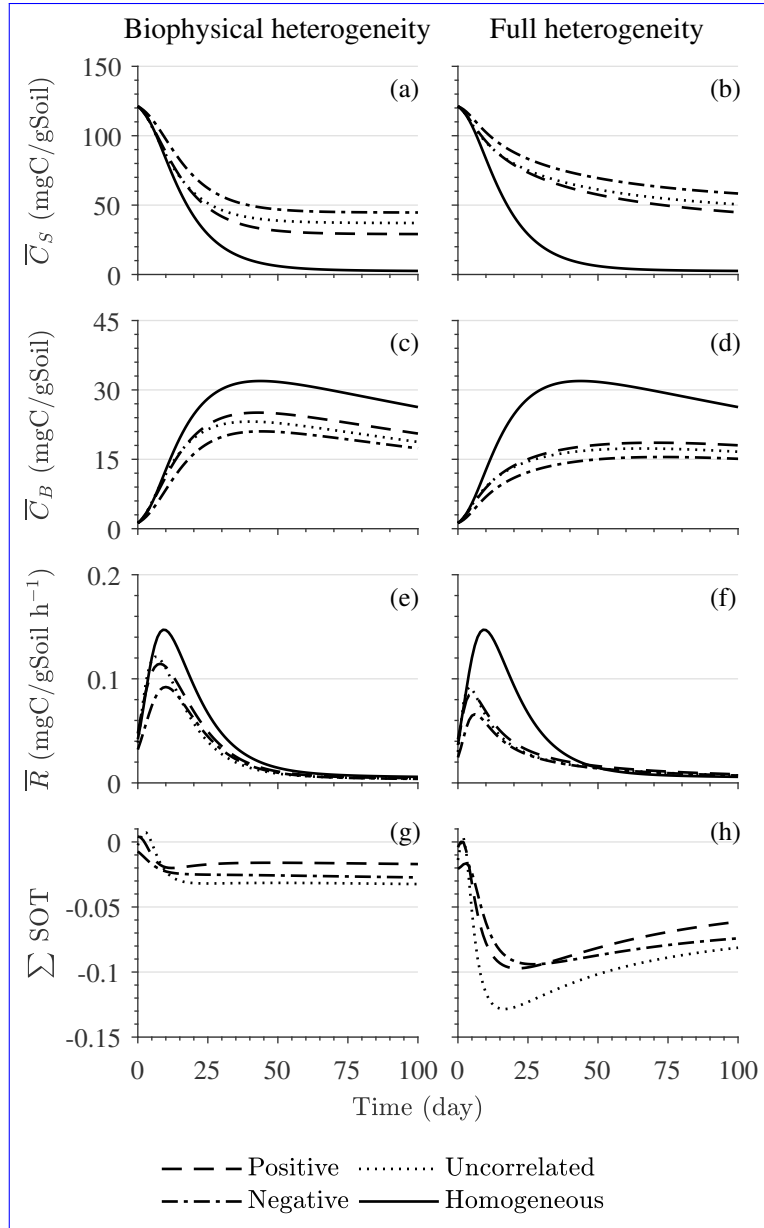 Biophysical heterogeneity Full heterogeneity
150
100
50
0
C̅_S (mgC/gSoil)
(a)
(b)
45
30
15
0
C̅_B (mgC/gSoil)
(c)
(d)
0.2
0.1
0
R̅ (mgC/gSoil h⁻¹)
(e)
(f)
0
-0.05
-0.1
-0.15
∑ SOT
(g)
(h)
0 25 50 75 100 0 25 50 75 100
Time (day)
Positive Uncorrelated
Negative Homogeneous